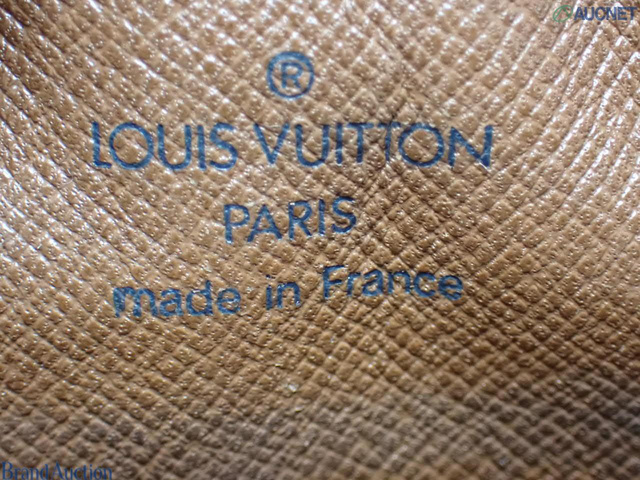 AUCNET
®
LOUIS VUITTON
PARIS
made in France
Brand Auction